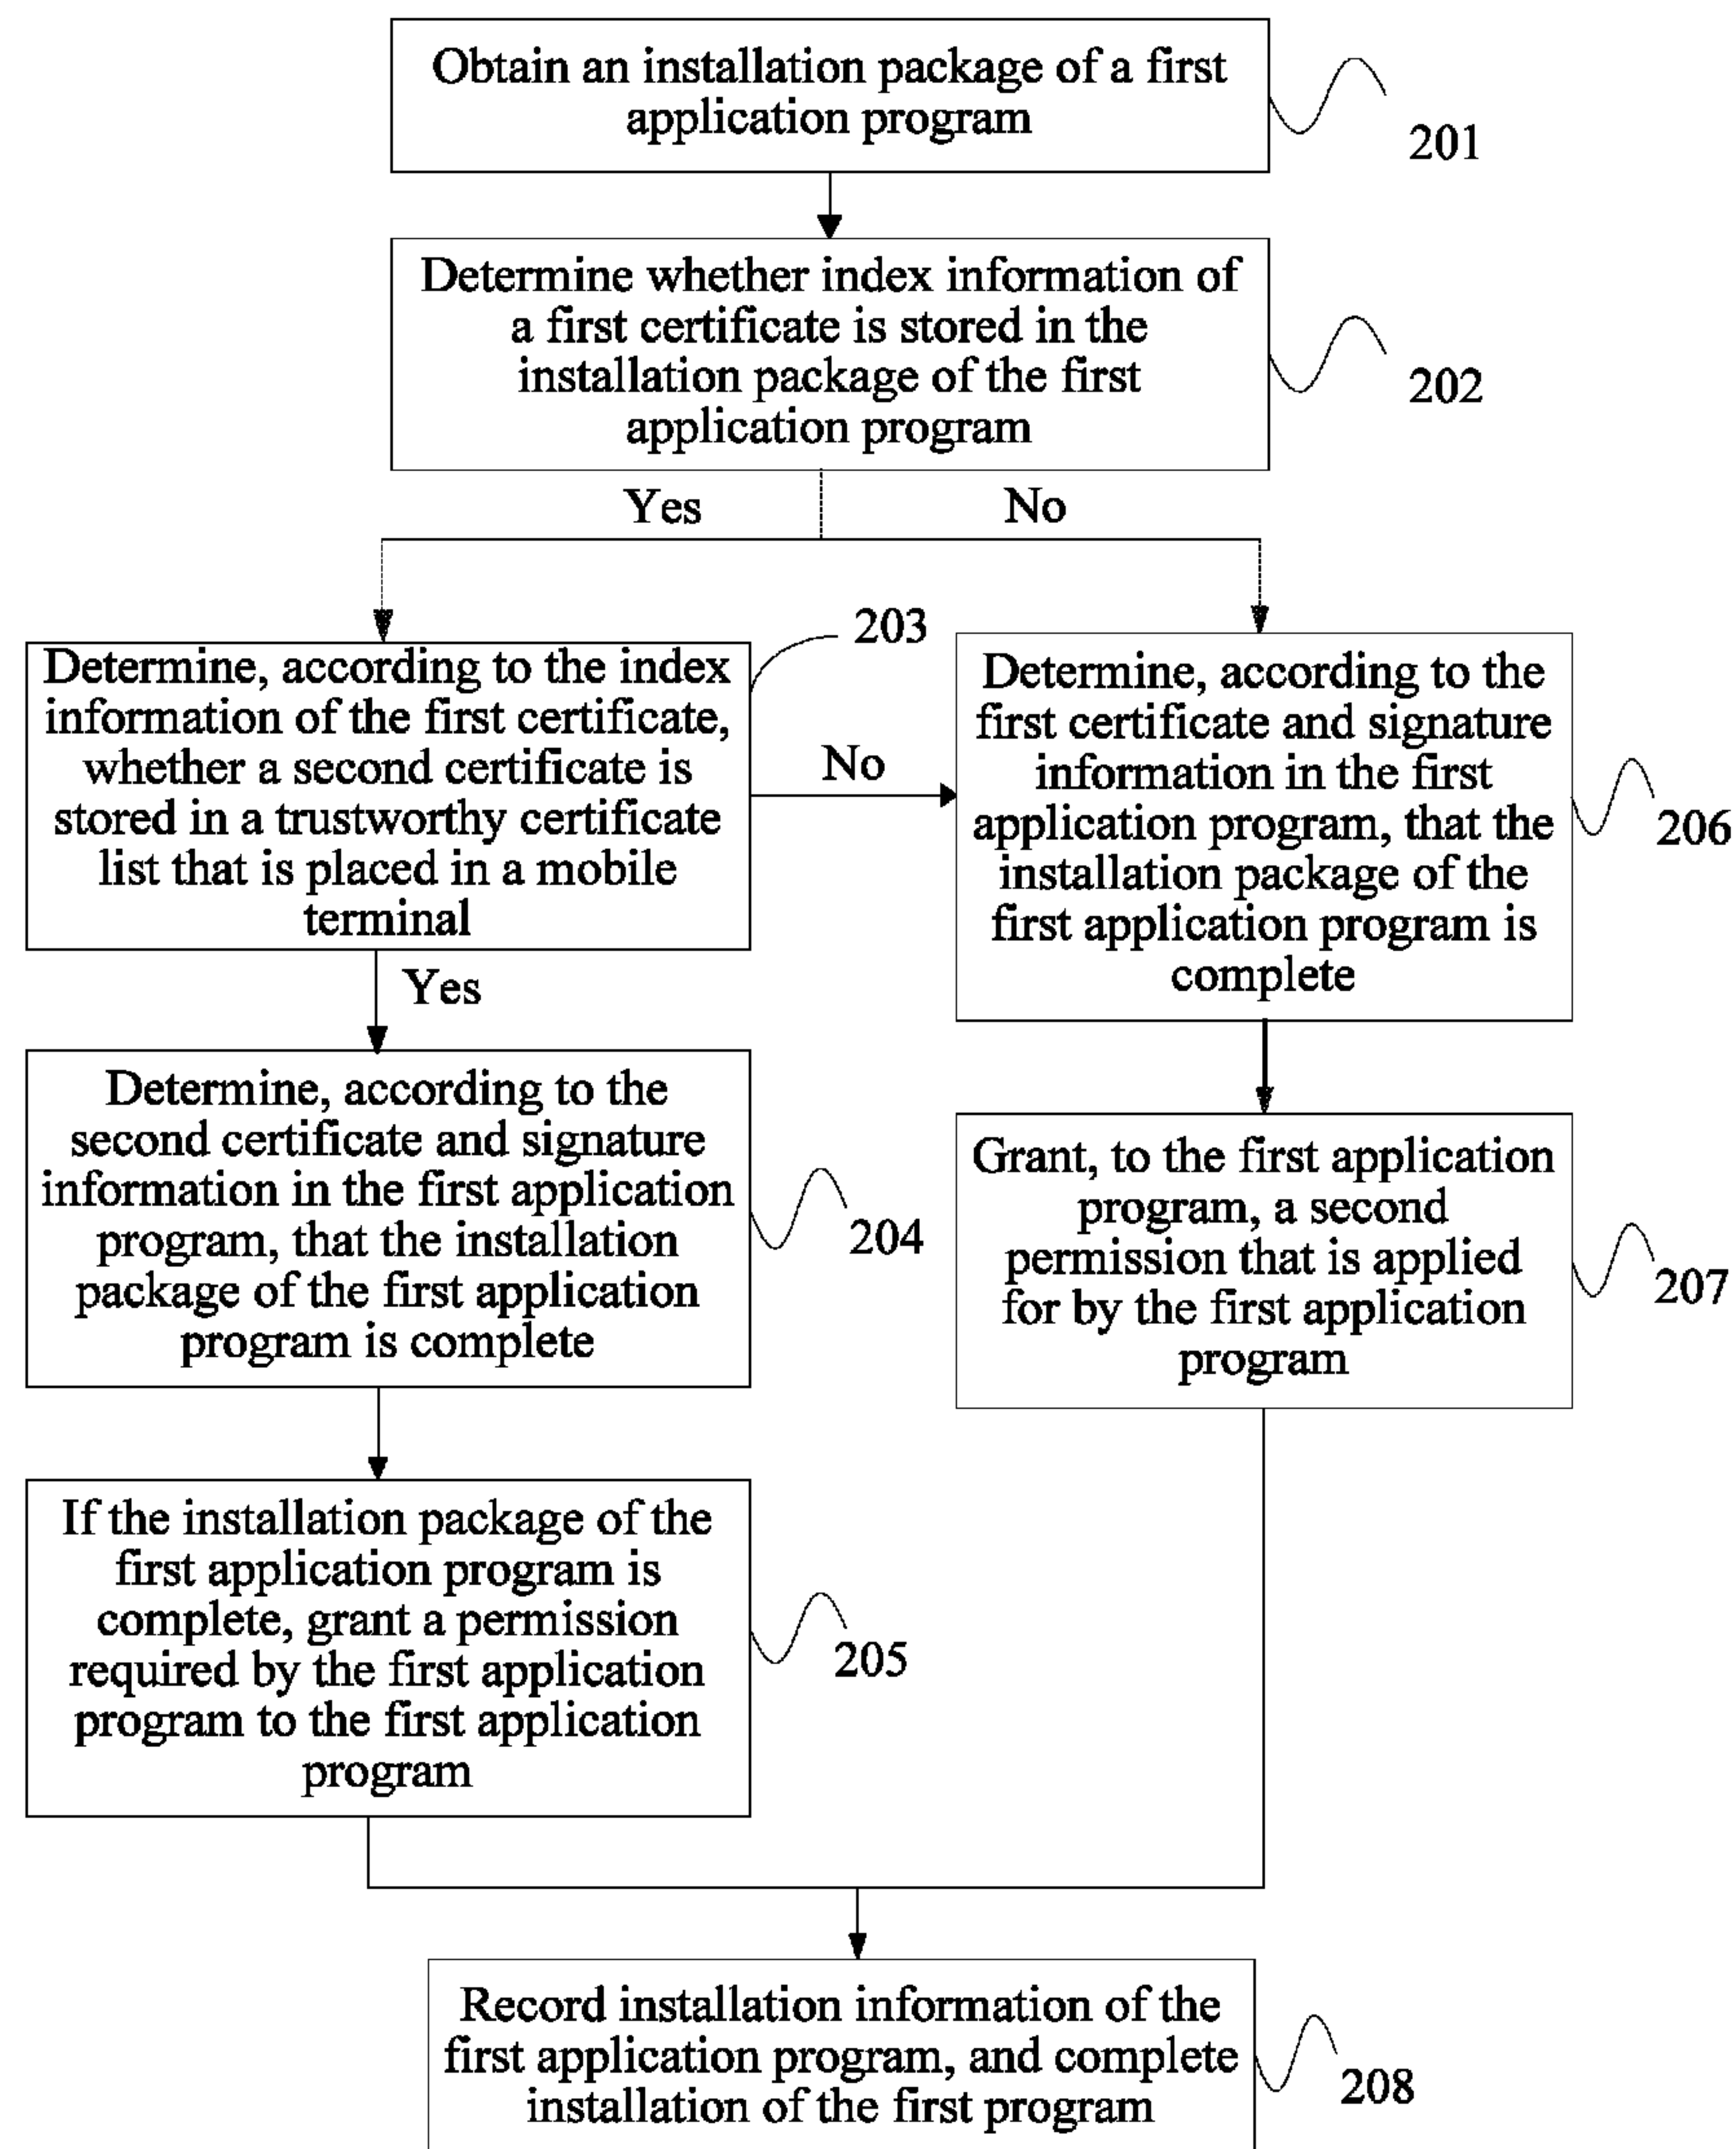 Obtain an installation package of a first
application program
201
Determine whether index information of
a first certificate is stored in the
installation package of the first
application program
202
Yes
No
Determine, according to the index
information of the first certificate,
whether a second certificate is
stored in a trustworthy certificate
list that is placed in a mobile
terminal
203
No
Yes
Determine, according to the
first certificate and signature
information in the first
application program, that the
installation package of the
first application program is
complete
206
Determine, according to the
second certificate and signature
information in the first application
program, that the installation
package of the first application
program is complete
204
Grant, to the first application
program, a second
permission that is applied
for by the first application
program
207
If the installation package of the
first application program is
complete, grant a permission
required by the first application
program to the first application
program
205
Record installation information of the
first application program, and complete
installation of the first program
208